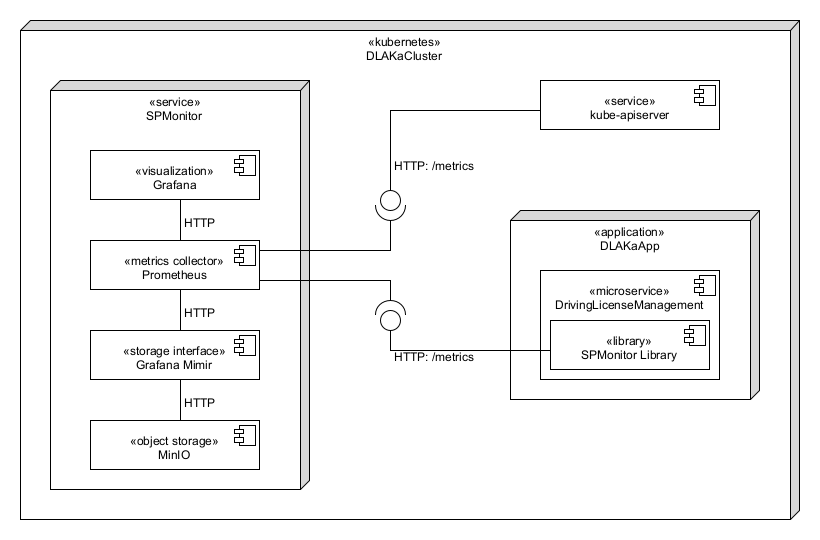 «kubernetes»
DLAKaCluster
«service»
SPMonitor
«visualization»
Grafana
HTTP
«metrics collector»
Prometheus
HTTP
«storage interface»
Grafana Mimir
HTTP
«object storage»
MinIO
«service»
kube-apiserver
HTTP: /metrics
«application»
DLAKaApp
«microservice»
DrivingLicenseManagement
«library»
SPMonitor Library
HTTP: /metrics